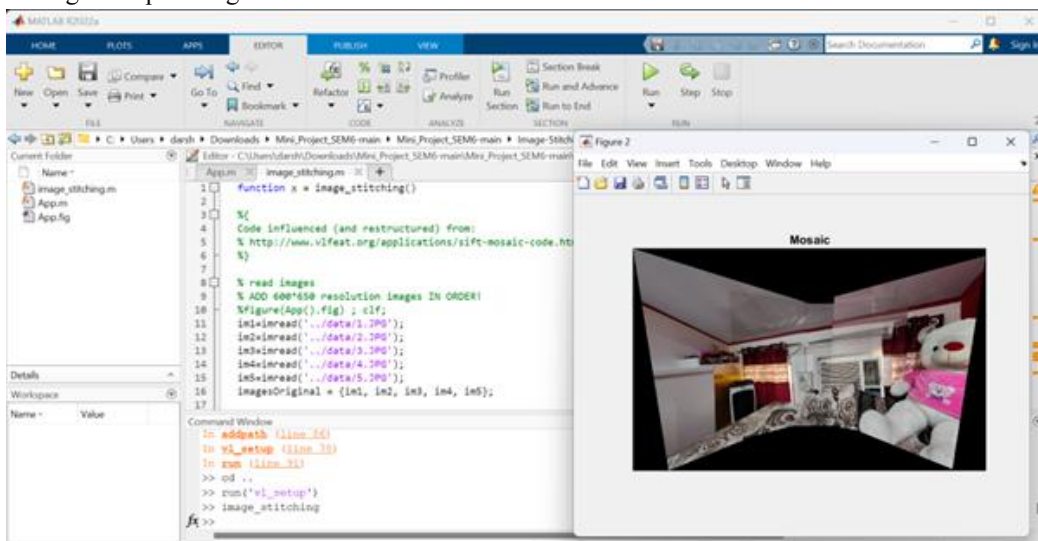 MATLAB R2022a
HOME PLOTS APPS EDITOR PUBLISH VIEW
Search Documentation
Sign In
New Open Save
Compare
Print
Go To
Find
Bookmark
Refactor
Profiler
Analyze
Run Section
Section Break
Run and Advance
Run to End
Run Step Stop
FILE NAVIGATE CODE ANALYZE SECTION RUN
C: Users darsh Downloads Mini_Project_SEM6-main Mini_Project_SEM6-main Image-Stitch
Current Folder
Name
image_stitching.m
App.m
App.fig
Details
Workspace
Name Value
Editor - C:\Users\darsh\Downloads\Mini_Project_SEM6-main\Mini_Project_SEM6-main\
App.m image_stitching.m
1 function x = image_stitching()
2
3 %{
4 Code influenced (and restructured) from:
5 % http://www.vlfeat.org/applications/sift-mosaic-code.htm
6 %}
7
8 % read images
9 % ADD 600*650 resolution images IN ORDER!
10 %figure(App().fig) ; clf;
11 im1=imread('../data/1.JPG');
12 im2=imread('../data/2.JPG');
13 im3=imread('../data/3.JPG');
14 im4=imread('../data/4.JPG');
15 im5=imread('../data/5.JPG');
16 imagesOriginal = {im1, im2, im3, im4, im5};
17
Command Window
In addpath (line 86)
In vl_setup (line 70)
In run (line 91)
>> cd ..
>> run('vl_setup')
>> image_stitching
fx >>
Figure 2
File Edit View Insert Tools Desktop Window Help
Mosaic